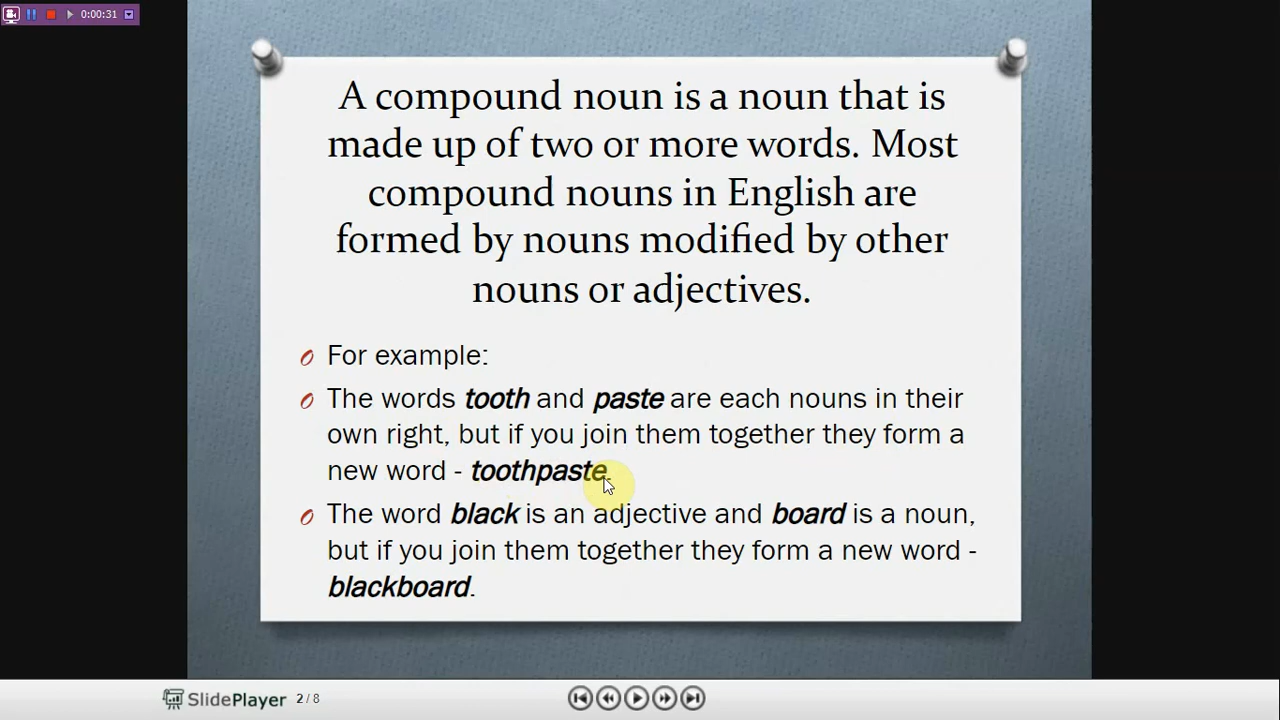 0:00:31
A compound noun is a noun that is
made up of two or more words. Most
compound nouns in English are
formed by nouns modified by other
nouns or adjectives.
For example:
The words tooth and paste are each nouns in their
own right, but if you join them together they form a
new word - toothpaste.
The word black is an adjective and board is a noun,
but if you join them together they form a new word -
blackboard.
SlidePlayer 2 / 8